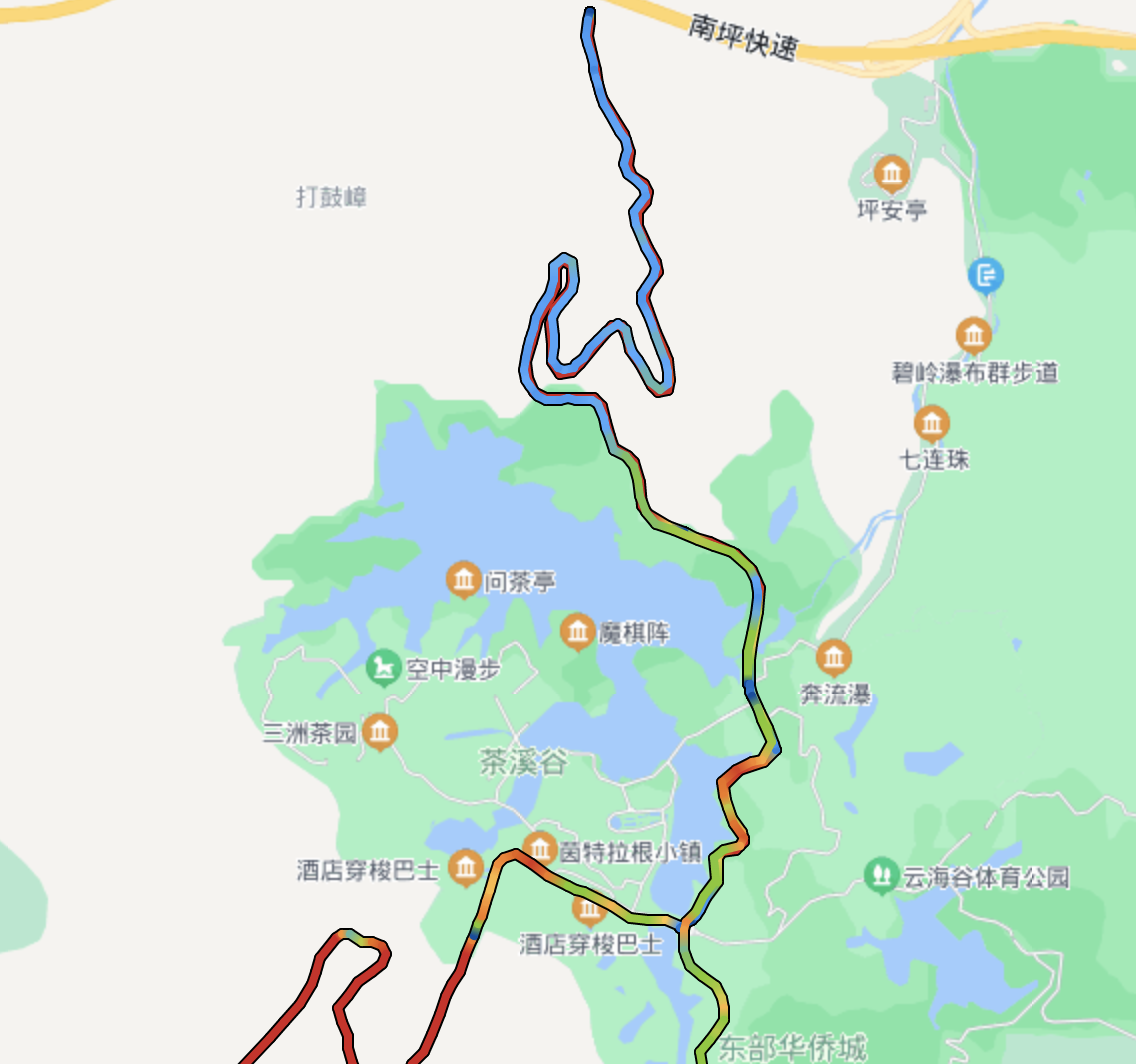 南坪快速
打鼓嶂
坪安亭
碧岭瀑布群步道
七连珠
问茶亭
魔棋阵
空中漫步
奔流瀑
三洲茶园
茶溪谷
茵特拉根小镇
酒店穿梭巴士
云海谷体育公园
酒店穿梭巴士
东部华侨城